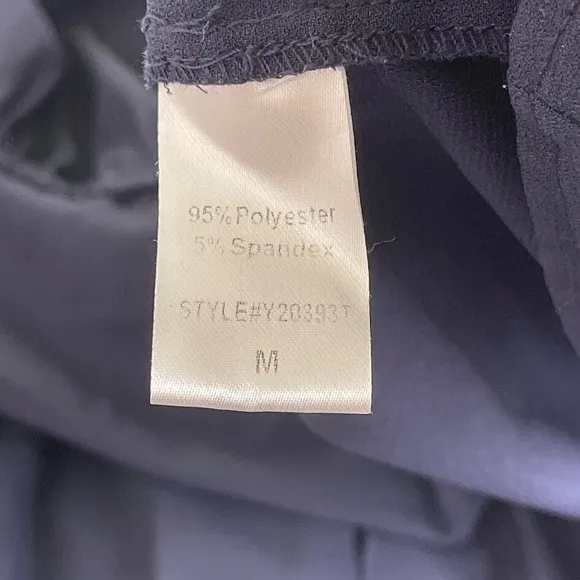 95% Polyester
5% Spandex
STYLE#Y20393T
M